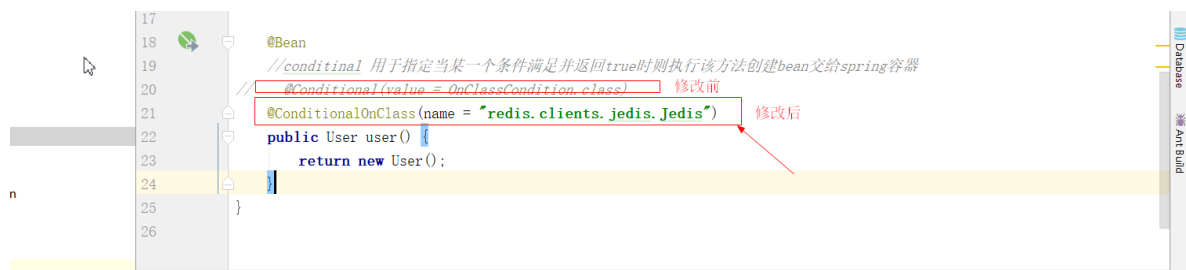 17
18 @Bean
19 //conditinal 用于指定当某一个条件满足并返回true时则执行该方法创建bean交给spring容器
20 // @Conditional(value = OnClassCondition.class) 修改前
21 @ConditionalOnClass(name = "redis.clients.jedis.Jedis") 修改后
22 public User user() {
23 return new User();
24 }
25 }
26
n
Database
Ant Build